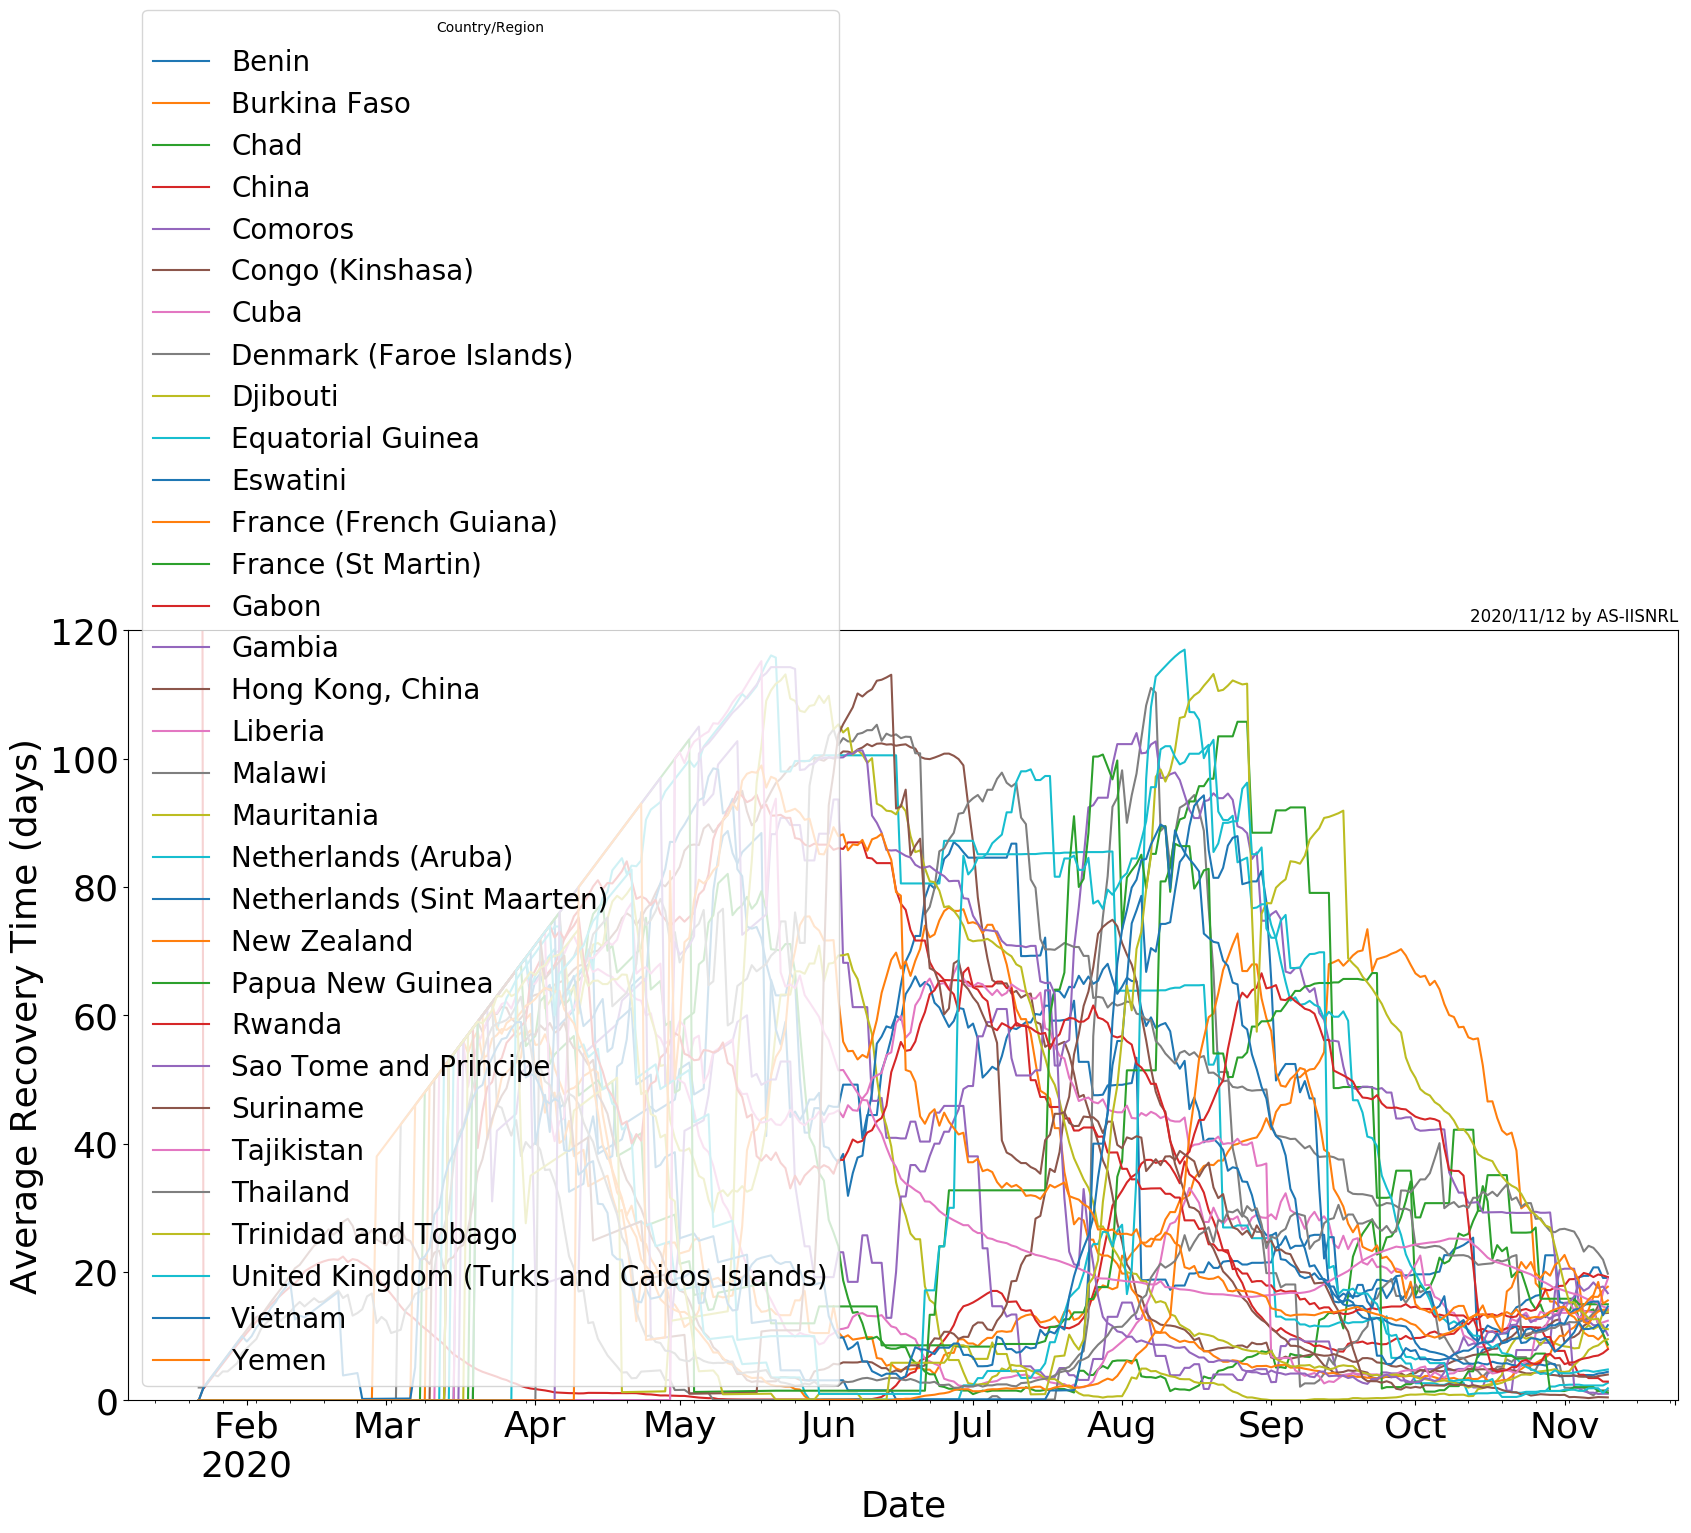 Country/Region
Benin
Burkina Faso
Chad
China
Comoros
Congo (Kinshasa)
Cuba
Denmark (Faroe Islands)
Djibouti
Equatorial Guinea
Eswatini
France (French Guiana)
France (St Martin)
Gabon
Gambia
Hong Kong, China
Liberia
Malawi
Mauritania
Netherlands (Aruba)
Netherlands (Sint Maarten)
New Zealand
Papua New Guinea
Rwanda
Sao Tome and Principe
Suriname
Tajikistan
Thailand
Trinidad and Tobago
United Kingdom (Turks and Caicos Islands)
Vietnam
Yemen
2020/11/12 by AS-IISNRL
Average Recovery Time (days)
120
100
80
60
40
20
0
Feb Mar Apr May Jun Jul Aug Sep Oct Nov
2020
Date